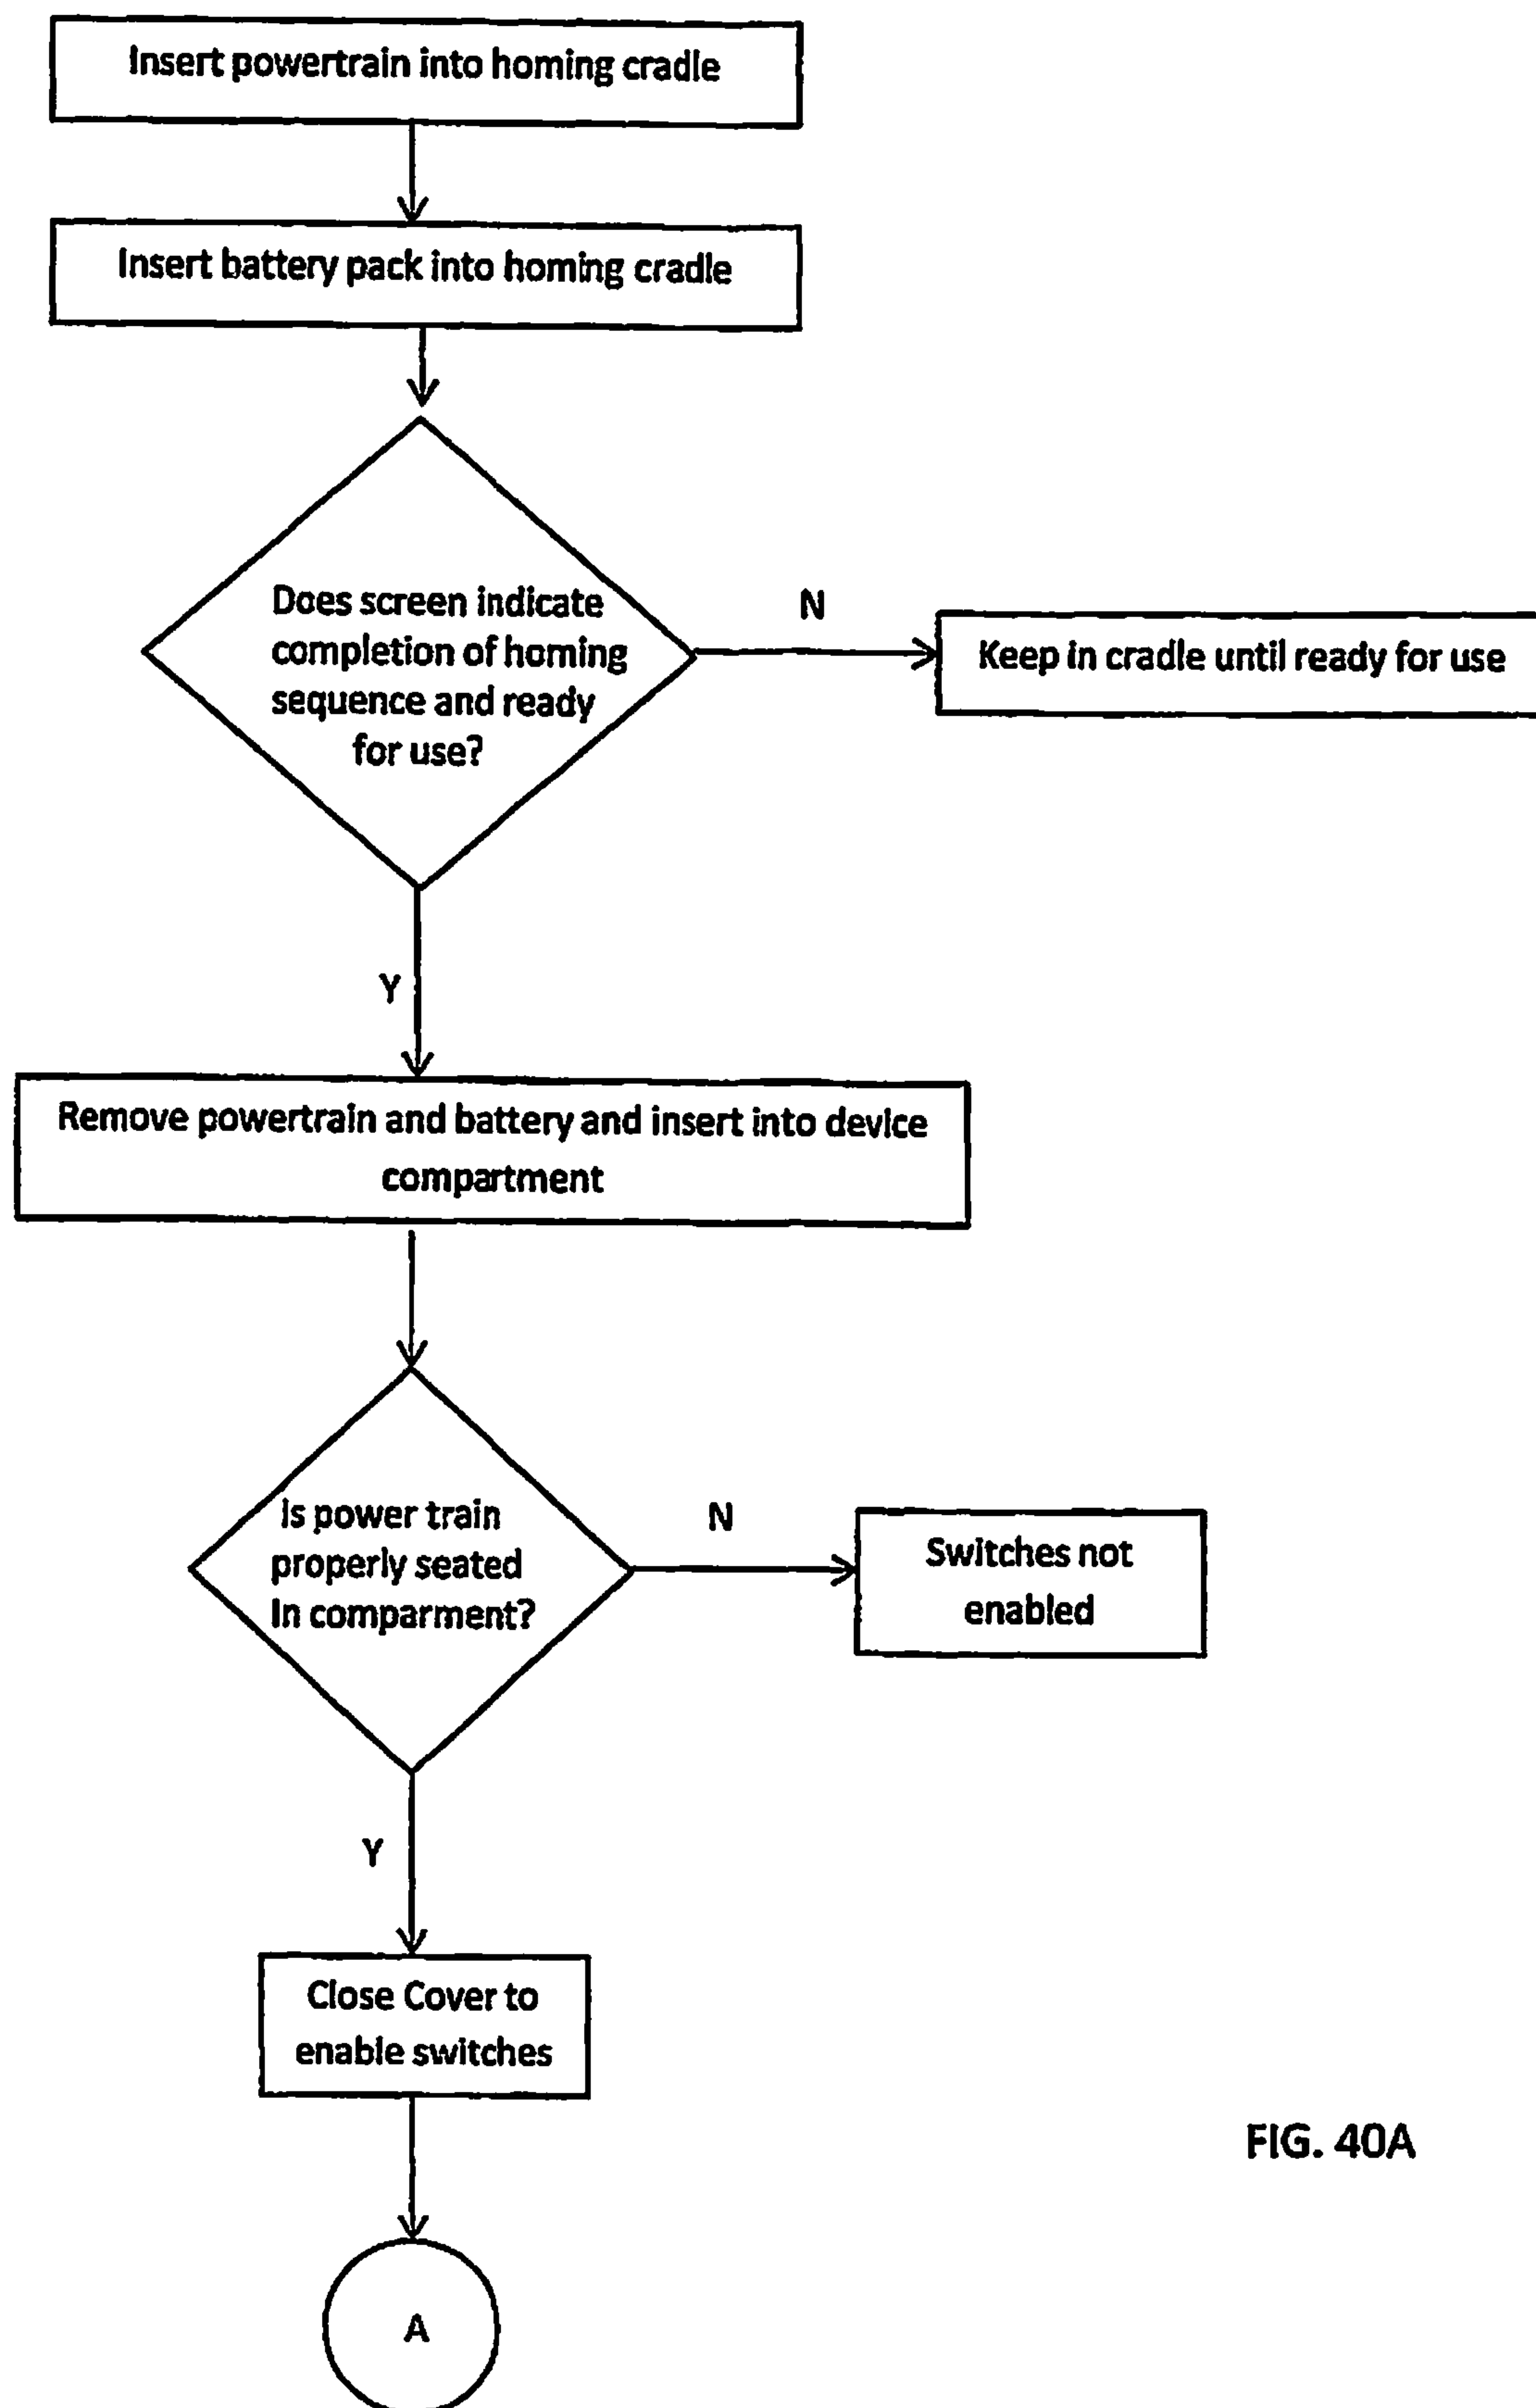 Insert powertrain into homing cradle
Insert battery pack into homing cradle
Does screen indicate
completion of homing
sequence and ready
for use?
N
Keep in cradle until ready for use
Y
Remove powertrain and battery and insert into device
compartment
Is power train
properly seated
In comparment?
N
Switches not
enabled
Y
Close Cover to
enable switches
FIG. 40A
A